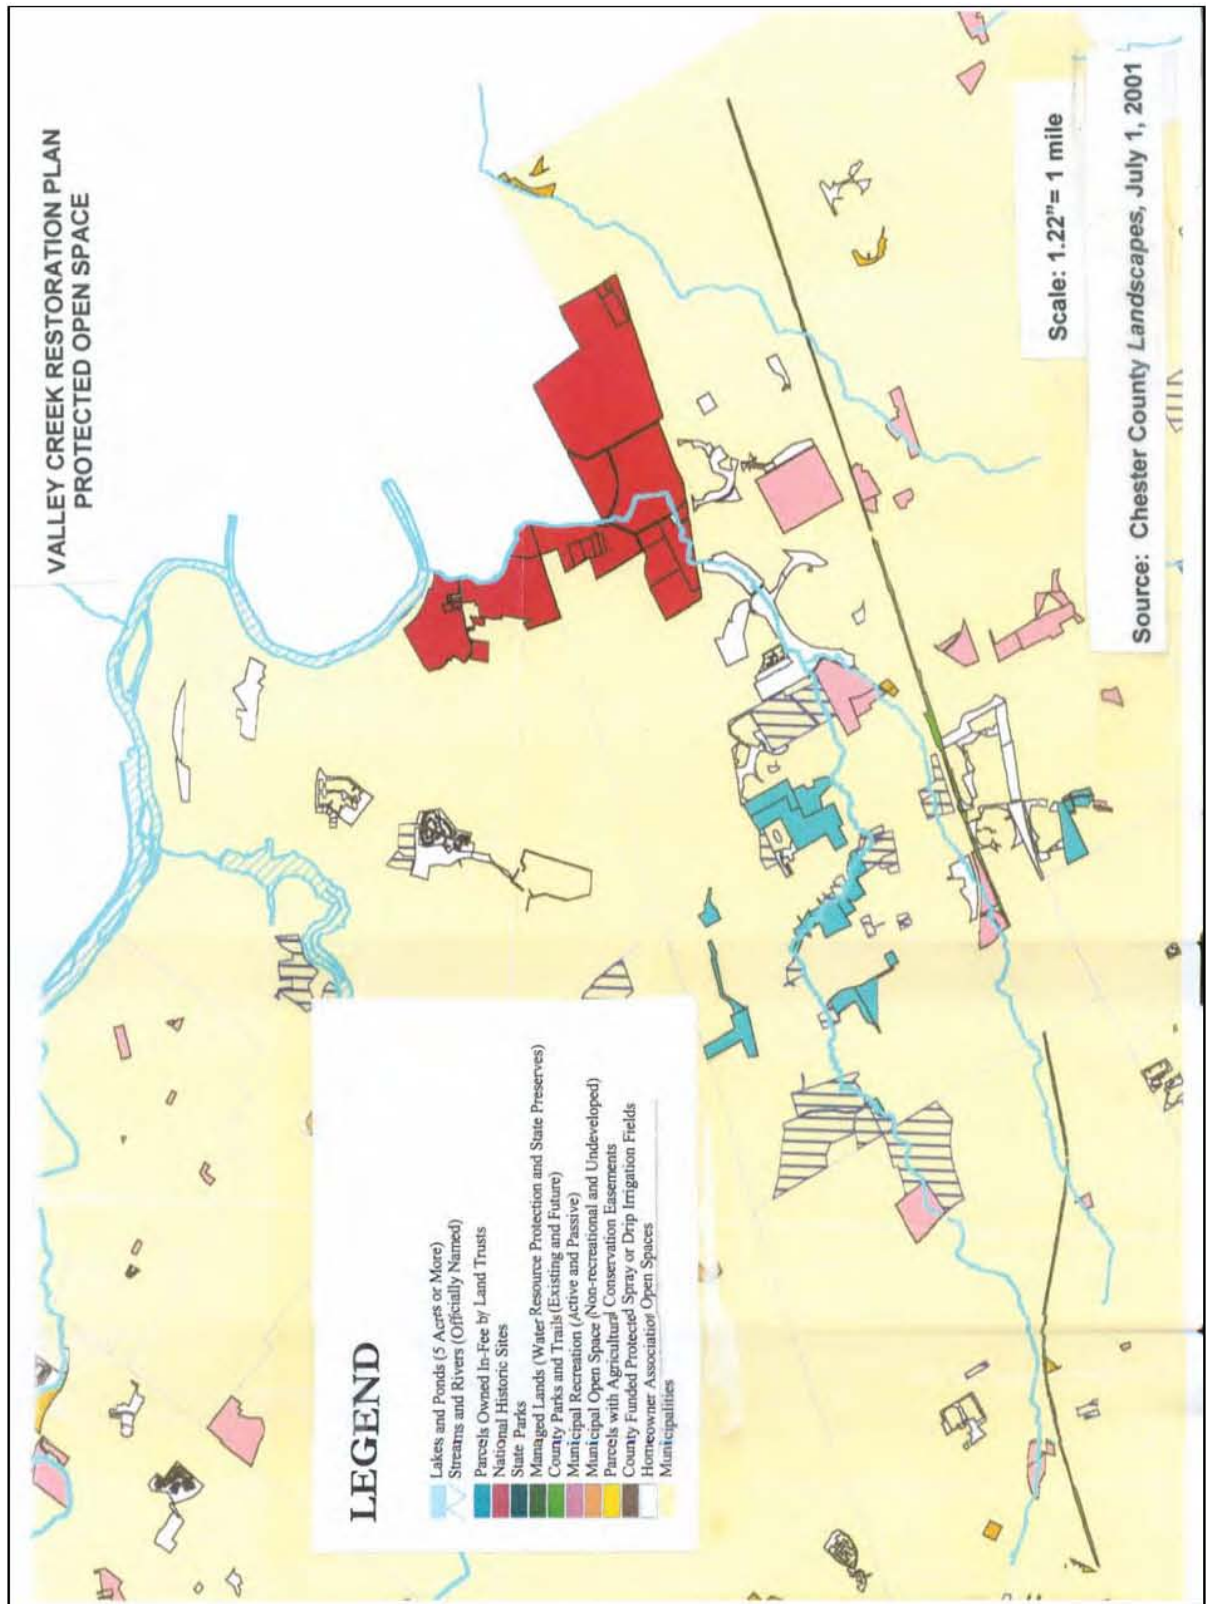 VALLEY CREEK RESTORATION PLAN
PROTECTED OPEN SPACE
LEGEND
Lakes and Ponds (5 Acres or More)
Streams and Rivers (Officially Named)
Parcels Owned In-Fee by Land Trusts
National Historic Sites
State Parks
Managed Lands (Water Resource Protection and State Preserves)
County Parks and Trails (Existing and Future)
Municipal Recreation (Active and Passive)
Municipal Open Space (Non-recreational and Undeveloped)
Parcels with Agricultural Conservation Easements
County Funded Protected Spray or Drip Irrigation Fields
Homeowner Association Open Spaces
Municipalities
Scale: 1.22"= 1 mile
Source: Chester County Landscapes, July 1, 2001